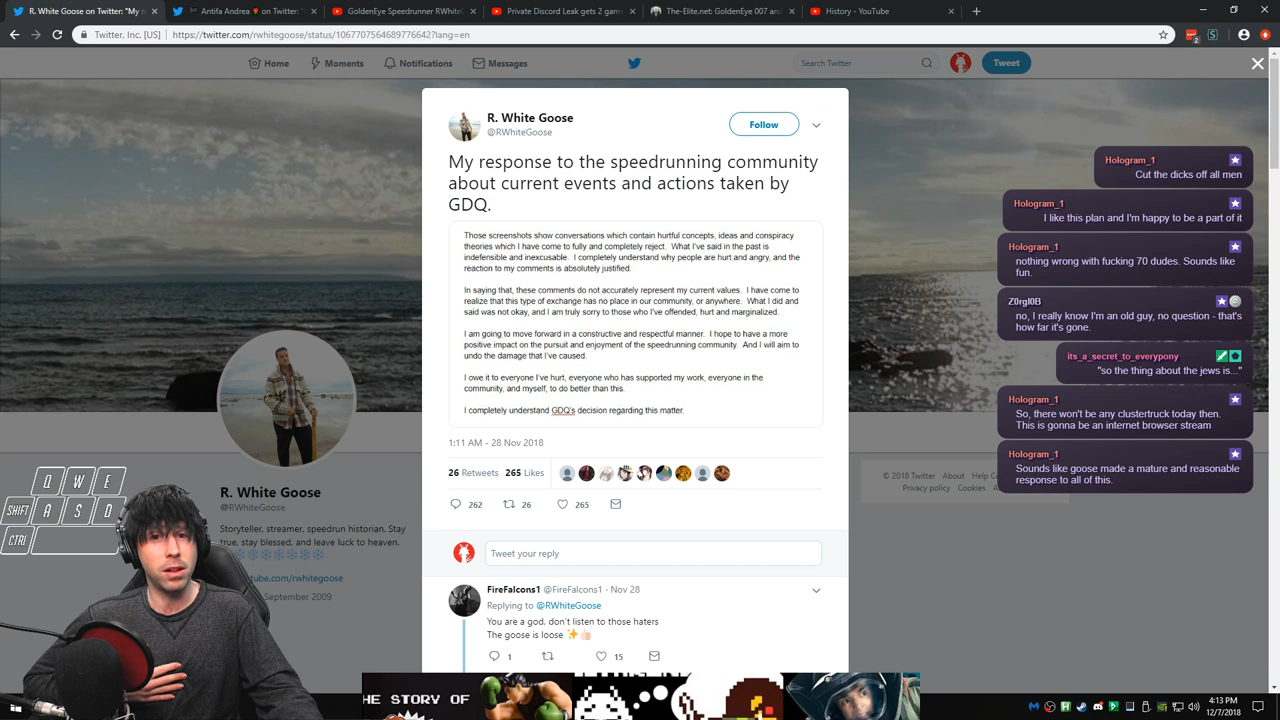 R. White Goose on Twitter: "My r
Antifa Andrea on Twitter: "
GoldenEye Speedrunner RWhiteG
Private Discord Leak gets 2 gam
The-Elite.net: GoldenEye 007 and
History - YouTube
Twitter, Inc. [US] | https://twitter.com/rwhitegoose/status/1067707564689776642?lang=en
2
Home
Moments
Notifications
Messages
Search Twitter
Tweet
R. White Goose
@RWhiteGoose
Follow
My response to the speedrunning community
about current events and actions taken by
GDQ.
Those screenshots show conversations which contain hurtful concepts, ideas and conspiracy
theories which I have come to fully and completely reject. What I've said in the past is
indefensible and inexcusable. I completely understand why people are hurt and angry, and the
reaction to my comments is absolutely justified.
In saying that, these comments do not accurately represent my current values. I have come to
realize that this type of exchange has no place in our community, or anywhere. What I did and
said was not okay, and I am truly sorry to those who I've offended, hurt and marginalized.
I am going to move forward in a constructive and respectful manner. I hope to have a more
positive impact on the pursuit and enjoyment of the speedrunning community. And I will aim to
undo the damage that I've caused.
I owe it to everyone I've hurt, everyone who has supported my work, everyone in the
community, and myself, to do better than this.
I completely understand GDQ's decision regarding this matter.
1:11 AM - 28 Nov 2018
26 Retweets 265 Likes
262 26 265
Tweet your reply
FireFalcons1 @FireFalcons1 · Nov 28
Replying to @RWhiteGoose
You are a god, don't listen to those haters
The goose is loose
1 15
R. White Goose
@RWhiteGoose
Storyteller, streamer, speedrun historian. Stay
true, stay blessed, and leave luck to heaven.
tube.com/rwhitegoose
September 2009
Q W E
SHIFT A S D
CTRL
Hologram_1
Cut the dicks off all men
Hologram_1
I like this plan and I'm happy to be a part of it
Hologram_1
nothing wrong with fucking 70 dudes. Sounds like
fun.
Z0rgl0B
no, I really know I'm an old guy, no question - that's
how far it's gone.
its_a_secret_to_everypony
"so the thing about the jews is..."
Hologram_1
So, there won't be any clustertruck today then.
This is gonna be an internet browser stream
Hologram_1
Sounds like goose made a mature and reasonable
response to all of this.
© 2018 Twitter About Help Ce
Privacy policy Cookies
HE STORY OF
4:13 PM
12/7/2018